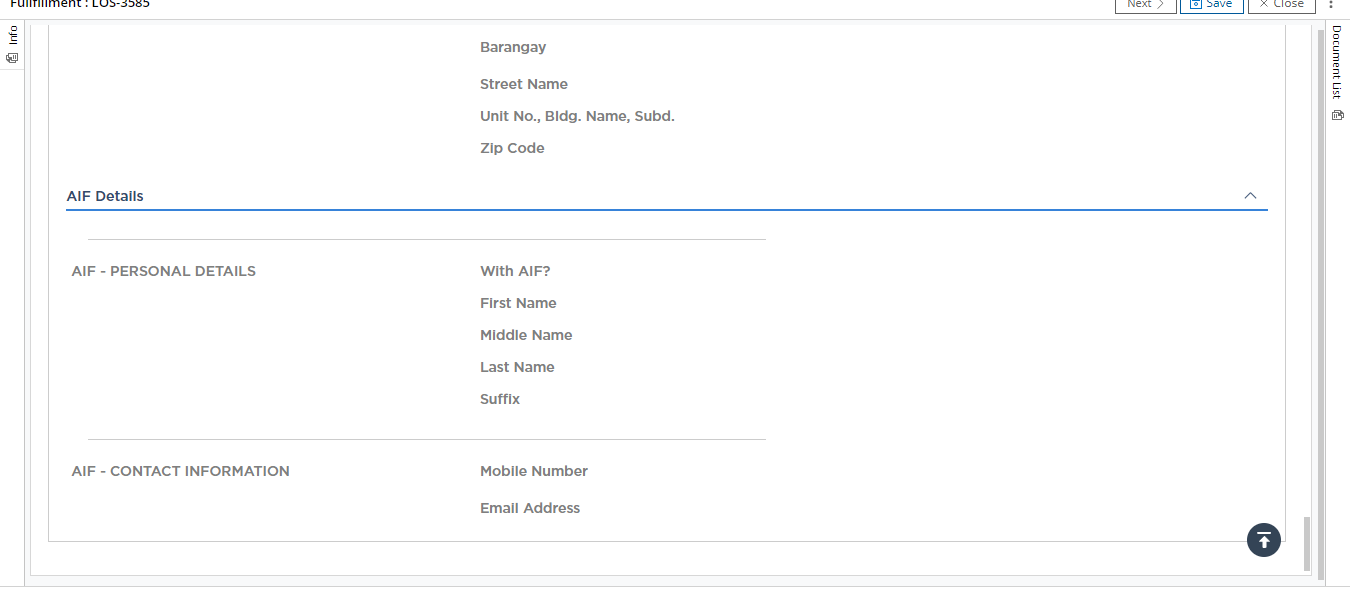 Fullfillment : LOS-3585
Next
Save
Close
Info
Document List
Barangay
Street Name
Unit No., Bldg. Name, Subd.
Zip Code
AIF Details
AIF - PERSONAL DETAILS
With AIF?
First Name
Middle Name
Last Name
Suffix
AIF - CONTACT INFORMATION
Mobile Number
Email Address